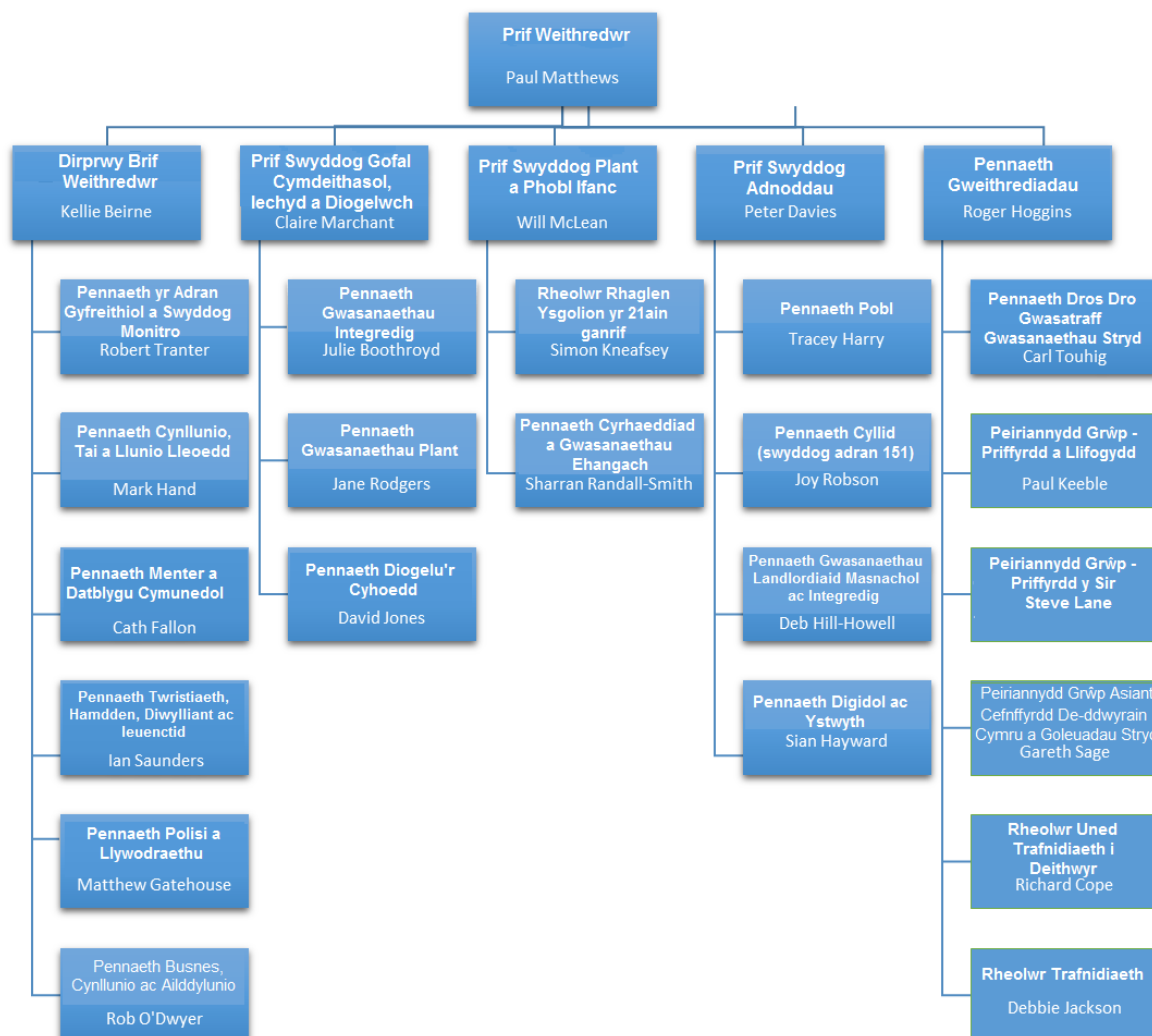 Prif Weithredwr
Paul Matthews
Dirprwy Brif
Weithredwr
Kellie Beirne
Prif Swyddog Gofal
Cymdeithasol,
Iechyd a Diogelwch
Claire Marchant
Prif Swyddog Plant
a Phobl Ifanc
Will McLean
Prif Swyddog
Adnoddau
Peter Davies
Pennaeth
Gweithrediadau
Roger Hoggins
Pennaeth yr Adran
Gyfreithiol a Swyddog
Monitro
Robert Tranter
Pennaeth Cynllunio,
Tai a Llunio Lleoedd
Mark Hand
Pennaeth Menter a
Datblygu Cymunedol
Cath Fallon
Pennaeth Twristiaeth,
Hamdden, Diwylliant ac
Ieuenctid
Ian Saunders
Pennaeth Polisi a
Llywodraethu
Matthew Gatehouse
Pennaeth Busnes,
Cynllunio ac Ailddylunio
Rob O'Dwyer
Pennaeth
Gwasanaethau
Integredig
Julie Boothroyd
Pennaeth
Gwasanaethau Plant
Jane Rodgers
Pennaeth Diogelu'r
Cyhoedd
David Jones
Rheolwr Rhaglen
Ysgolion yr 21ain
ganrif
Simon Kneafsey
Pennaeth Cyrhaeddiad
a Gwasanaethau
Ehangach
Sharran Randall-Smith
Pennaeth Pobl
Tracey Harry
Pennaeth Cyllid
(swyddog adran 151)
Joy Robson
Pennaeth Gwasanaethau
Landlordiaid Masnachol
ac Integredig
Deb Hill-Howell
Pennaeth Digidol ac
Ystwyth
Sian Hayward
Pennaeth Dros Dro
Gwasatraff
Gwasanaethau Stryd
Carl Touhig
Peiriannydd Grŵp -
Priffyrdd a Llifogydd
Paul Keeble
Peiriannydd Grŵp -
Priffyrdd y Sir
Steve Lane
Peiriannydd Grŵp Asiant
Cefnffyrdd De-ddwyrain
Cymru a Goleuadau Stryd
Gareth Sage
Rheolwr Uned
Trafnidiaeth i
Deithwyr
Richard Cope
Rheolwr Trafnidiaeth
Debbie Jackson